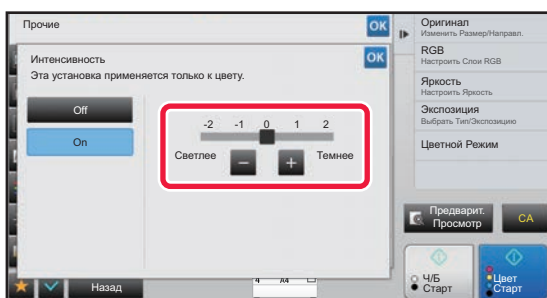 Прочие
OK
Интенсивность
OK
Эта установка применяется только к цвету.
Off
On
-2 -1 0 1 2
Светлее
−
+
Темнее
Назад
4 A4
Оригинал
Изменить Размер/Направл.
RGB
Настроить Слои RGB
Яркость
Настроить Яркость
Экспозиция
Выбрать Тип/Экспозицию
Цветной Режим
Предварит.
Просмотр
CA
Ч/Б
Старт
Цвет
Старт